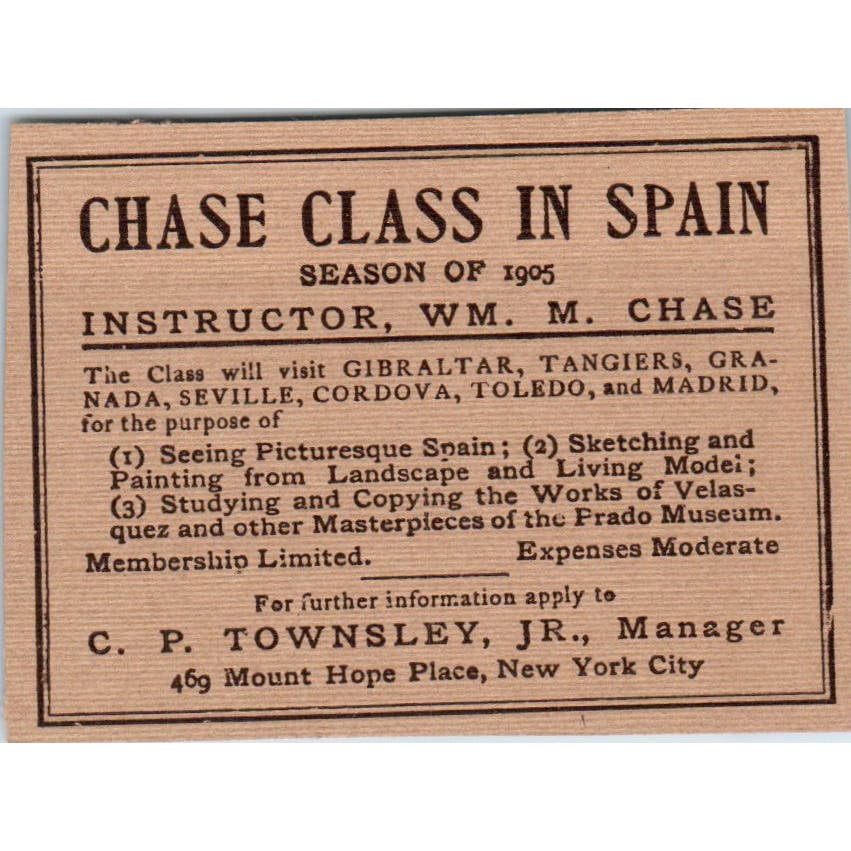 CHASE CLASS IN SPAIN
SEASON OF 1905
INSTRUCTOR, WM. M. CHASE
The Class will visit GIBRALTAR, TANGIERS, GRA-
NADA, SEVILLE, CORDOVA, TOLEDO, and MADRID,
for the purpose of
(1) Seeing Picturesque Spain; (2) Sketching and
Painting from Landscape and Living Model;
(3) Studying and Copying the Works of Velas-
quez and other Masterpieces of the Prado Museum.
Membership Limited. Expenses Moderate
For further information apply to
C. P. TOWNSLEY, JR., Manager
469 Mount Hope Place, New York City